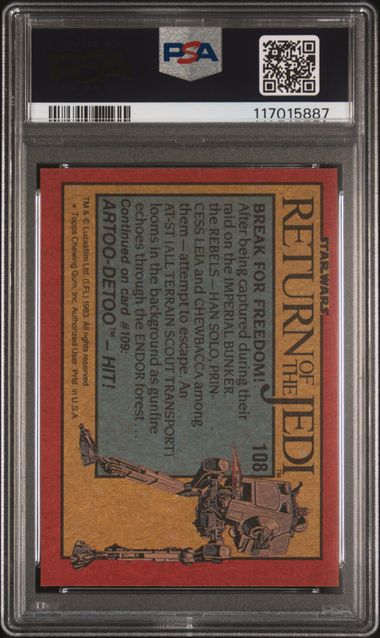 PSA
117015887
STAR WARS
RETURN OF THE JEDI™
108
BREAK FOR FREEDOM!
After being captured during their
raid on the IMPERIAL BUNKER
the REBELS—HAN SOLO, PRIN-
CESS LEIA and CHEWBACCA among
them—attempt to escape. An
AT-ST (ALL TERRAIN SCOUT TRANSPORT)
looms in the background as gunfire
echoes through the ENDOR forest...
Continued on Card #109:
ARTOO-DETOO™—HIT!
TM & © Lucasfilm Ltd. (LFL) 1983. All rights reserved.
* Topps Chewing Gum, Inc. Authorized User. Prtd. in U.S.A.
PSA